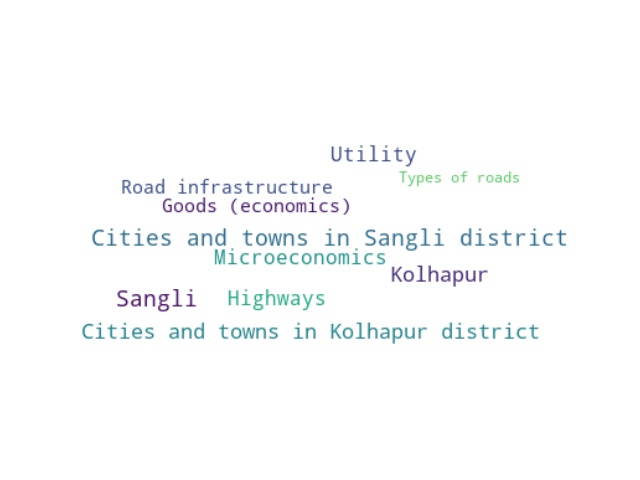 Utility
Types of roads
Road infrastructure
Goods (economics)
Cities and towns in Sangli district
Microeconomics
Kolhapur
Sangli
Highways
Cities and towns in Kolhapur district